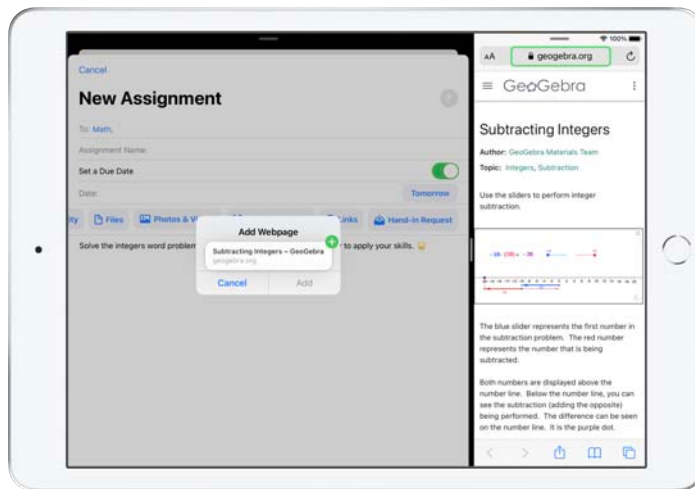 100%
Cancel
AA geogebra.org
GeoGebra
New Assignment
To: Math,
Assignment Name:
Set a Due Date
Date: Tomorrow
Files Photos & Links Hand-in Request
Solve the integers word problem to apply your skills.
Add Webpage
Subtracting Integers – GeoGebra
geogebra.org
Cancel Add
Subtracting Integers
Author: GeoGebra Materials Team
Topic: Integers, Subtraction
Use the sliders to perform integer
subtraction.
The blue slider represents the first number in
the subtraction problem. The red number
represents the number that is being
subtracted.
Both numbers are displayed above the
number line. Below the number line, you can
see the subtraction (adding the opposite)
being performed. The difference can be seen
on the number line. It is the purple dot.